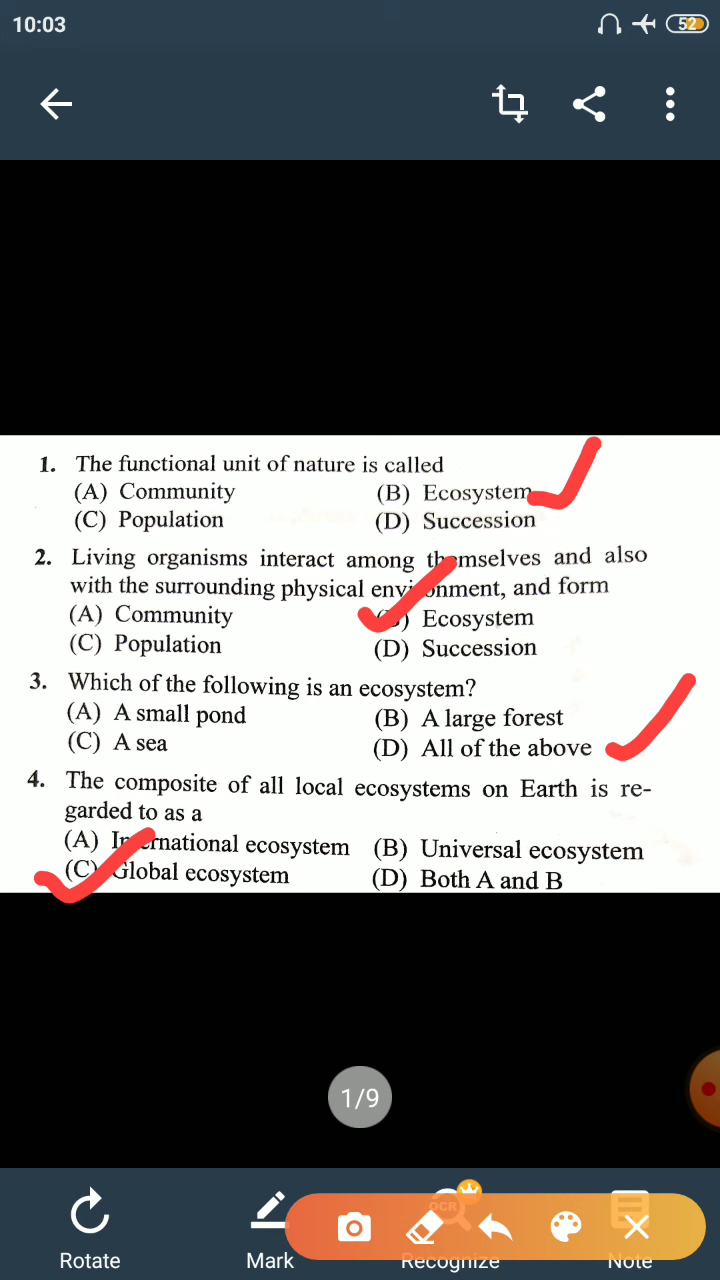 10:03
52
1. The functional unit of nature is called
(A) Community (B) Ecosystem
(C) Population (D) Succession
2. Living organisms interact among themselves and also
with the surrounding physical environment, and form
(A) Community (B) Ecosystem
(C) Population (D) Succession
3. Which of the following is an ecosystem?
(A) A small pond (B) A large forest
(C) A sea (D) All of the above
4. The composite of all local ecosystems on Earth is re-
garded to as a
(A) International ecosystem (B) Universal ecosystem
(C) Global ecosystem (D) Both A and B
1/9
OCR
Rotate Mark Recognize Note